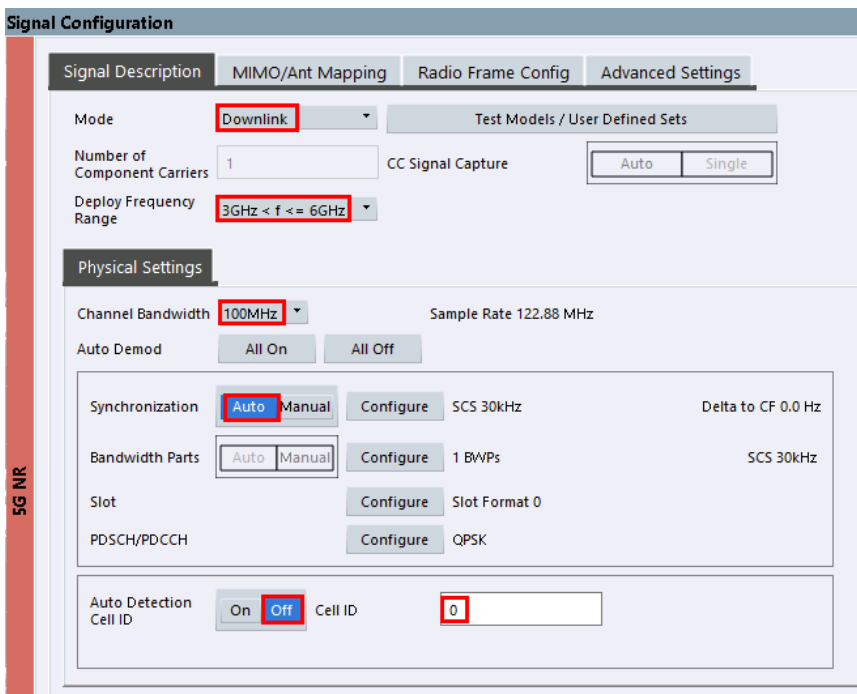 Signal Configuration
5G NR
Signal Description MIMO/Ant Mapping Radio Frame Config Advanced Settings
Mode Downlink Test Models / User Defined Sets
Number of
Component Carriers 1 CC Signal Capture Auto Single
Deploy Frequency
Range 3GHz < f <= 6GHz
Physical Settings
Channel Bandwidth 100MHz Sample Rate 122.88 MHz
Auto Demod All On All Off
Synchronization Auto Manual Configure SCS 30kHz Delta to CF 0.0 Hz
Bandwidth Parts Auto Manual Configure 1 BWPs SCS 30kHz
Slot Configure Slot Format 0
PDSCH/PDCCH Configure QPSK
Auto Detection
Cell ID On Off Cell ID 0